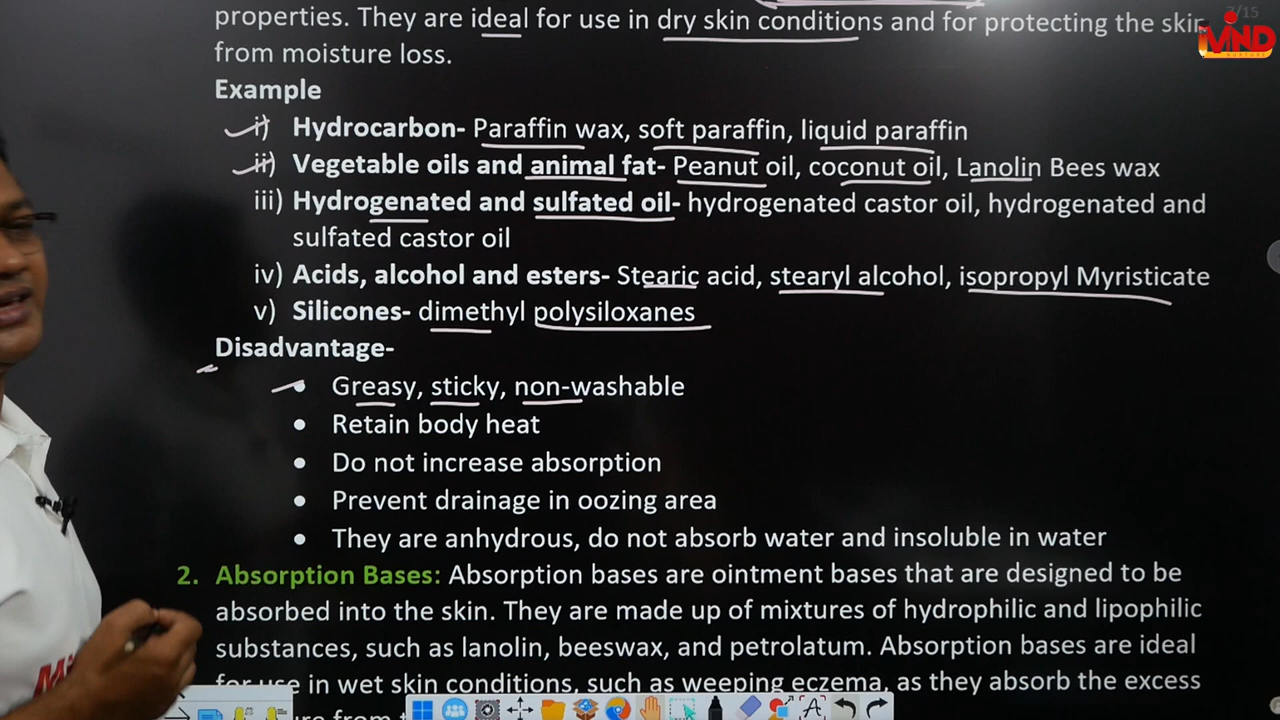 properties. They are ideal for use in dry skin conditions and for protecting the skin
7/15
from moisture loss.
MIND
Example
i) Hydrocarbon- Paraffin wax, soft paraffin, liquid paraffin
ii) Vegetable oils and animal fat- Peanut oil, coconut oil, Lanolin Bees wax
iii) Hydrogenated and sulfated oil- hydrogenated castor oil, hydrogenated and
sulfated castor oil
iv) Acids, alcohol and esters- Stearic acid, stearyl alcohol, isopropyl Myristicate
v) Silicones- dimethyl polysiloxanes
Disadvantage-
• Greasy, sticky, non-washable
• Retain body heat
• Do not increase absorption
• Prevent drainage in oozing area
• They are anhydrous, do not absorb water and insoluble in water
2. Absorption Bases: Absorption bases are ointment bases that are designed to be
absorbed into the skin. They are made up of mixtures of hydrophilic and lipophilic
substances, such as lanolin, beeswax, and petrolatum. Absorption bases are ideal
for use in wet skin conditions, such as weeping eczema, as they absorb the excess